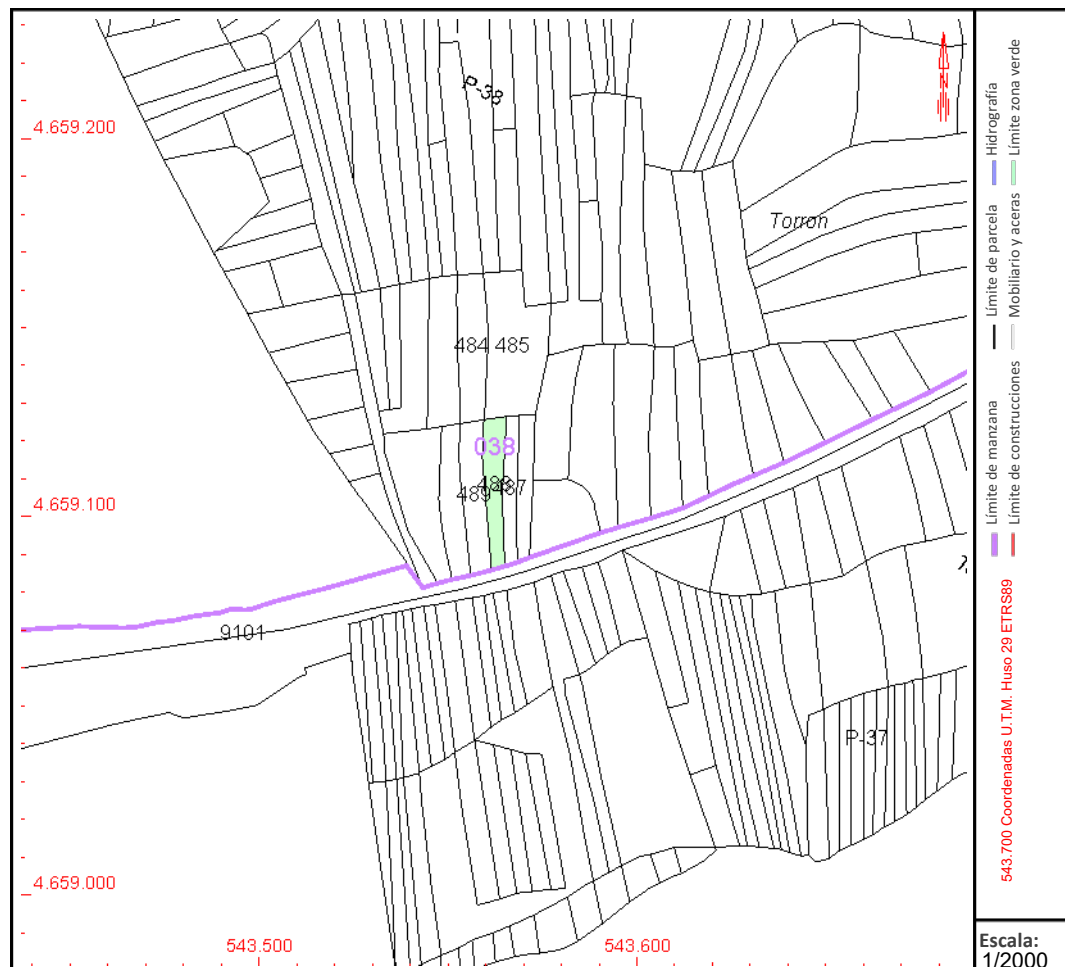 P-38
4.659.200
Torron
484 485
038
488
489 487
4.659.100
9101
P-37
4.659.000
543.500
543.600
N
Hidrografía
Límite zona verde
Límite de parcela
Mobiliario y aceras
Límite de manzana
Límite de construcciones
543.700 Coordenadas U.T.M. Huso 29 ETRS89
Escala:
1/2000